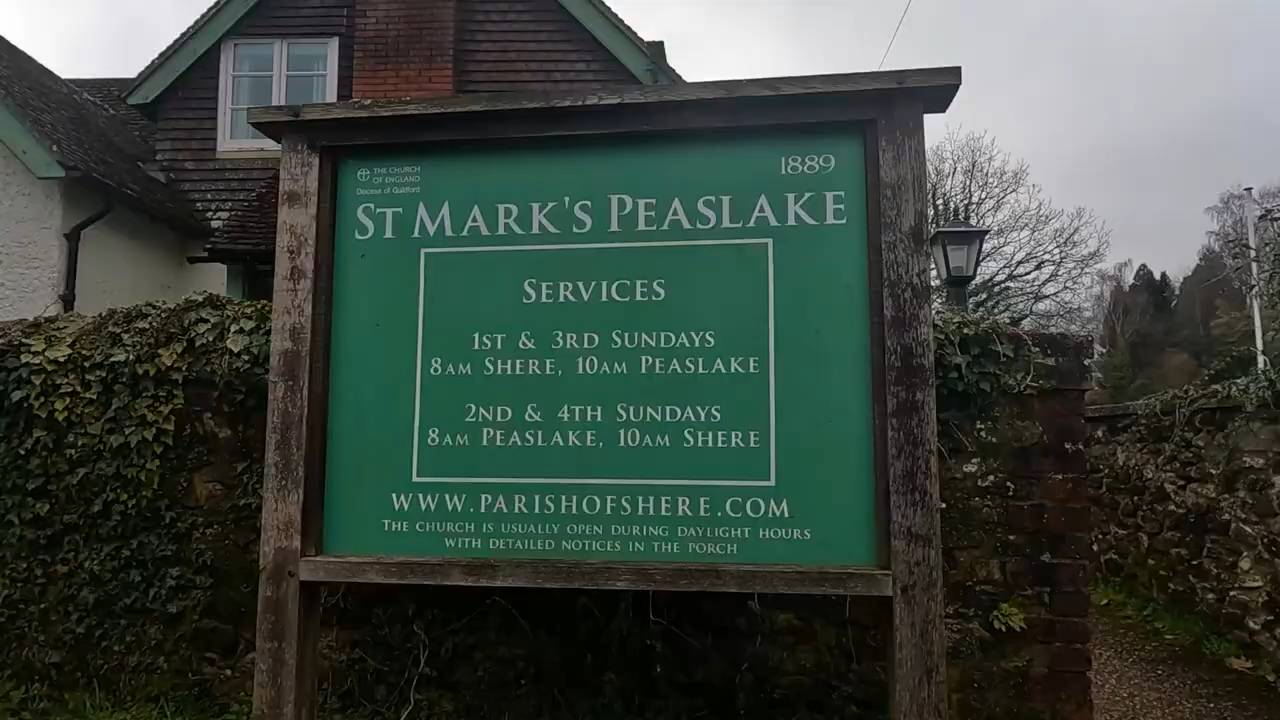 THE CHURCH
OF ENGLAND
Diocese of Guildford
1889
ST MARK'S PEASLAKE
SERVICES
1ST & 3RD SUNDAYS
8AM SHERE, 10AM PEASLAKE
2ND & 4TH SUNDAYS
8AM PEASLAKE, 10AM SHERE
WWW.PARISHOFSHERE.COM
THE CHURCH IS USUALLY OPEN DURING DAYLIGHT HOURS
WITH DETAILED NOTICES IN THE PORCH